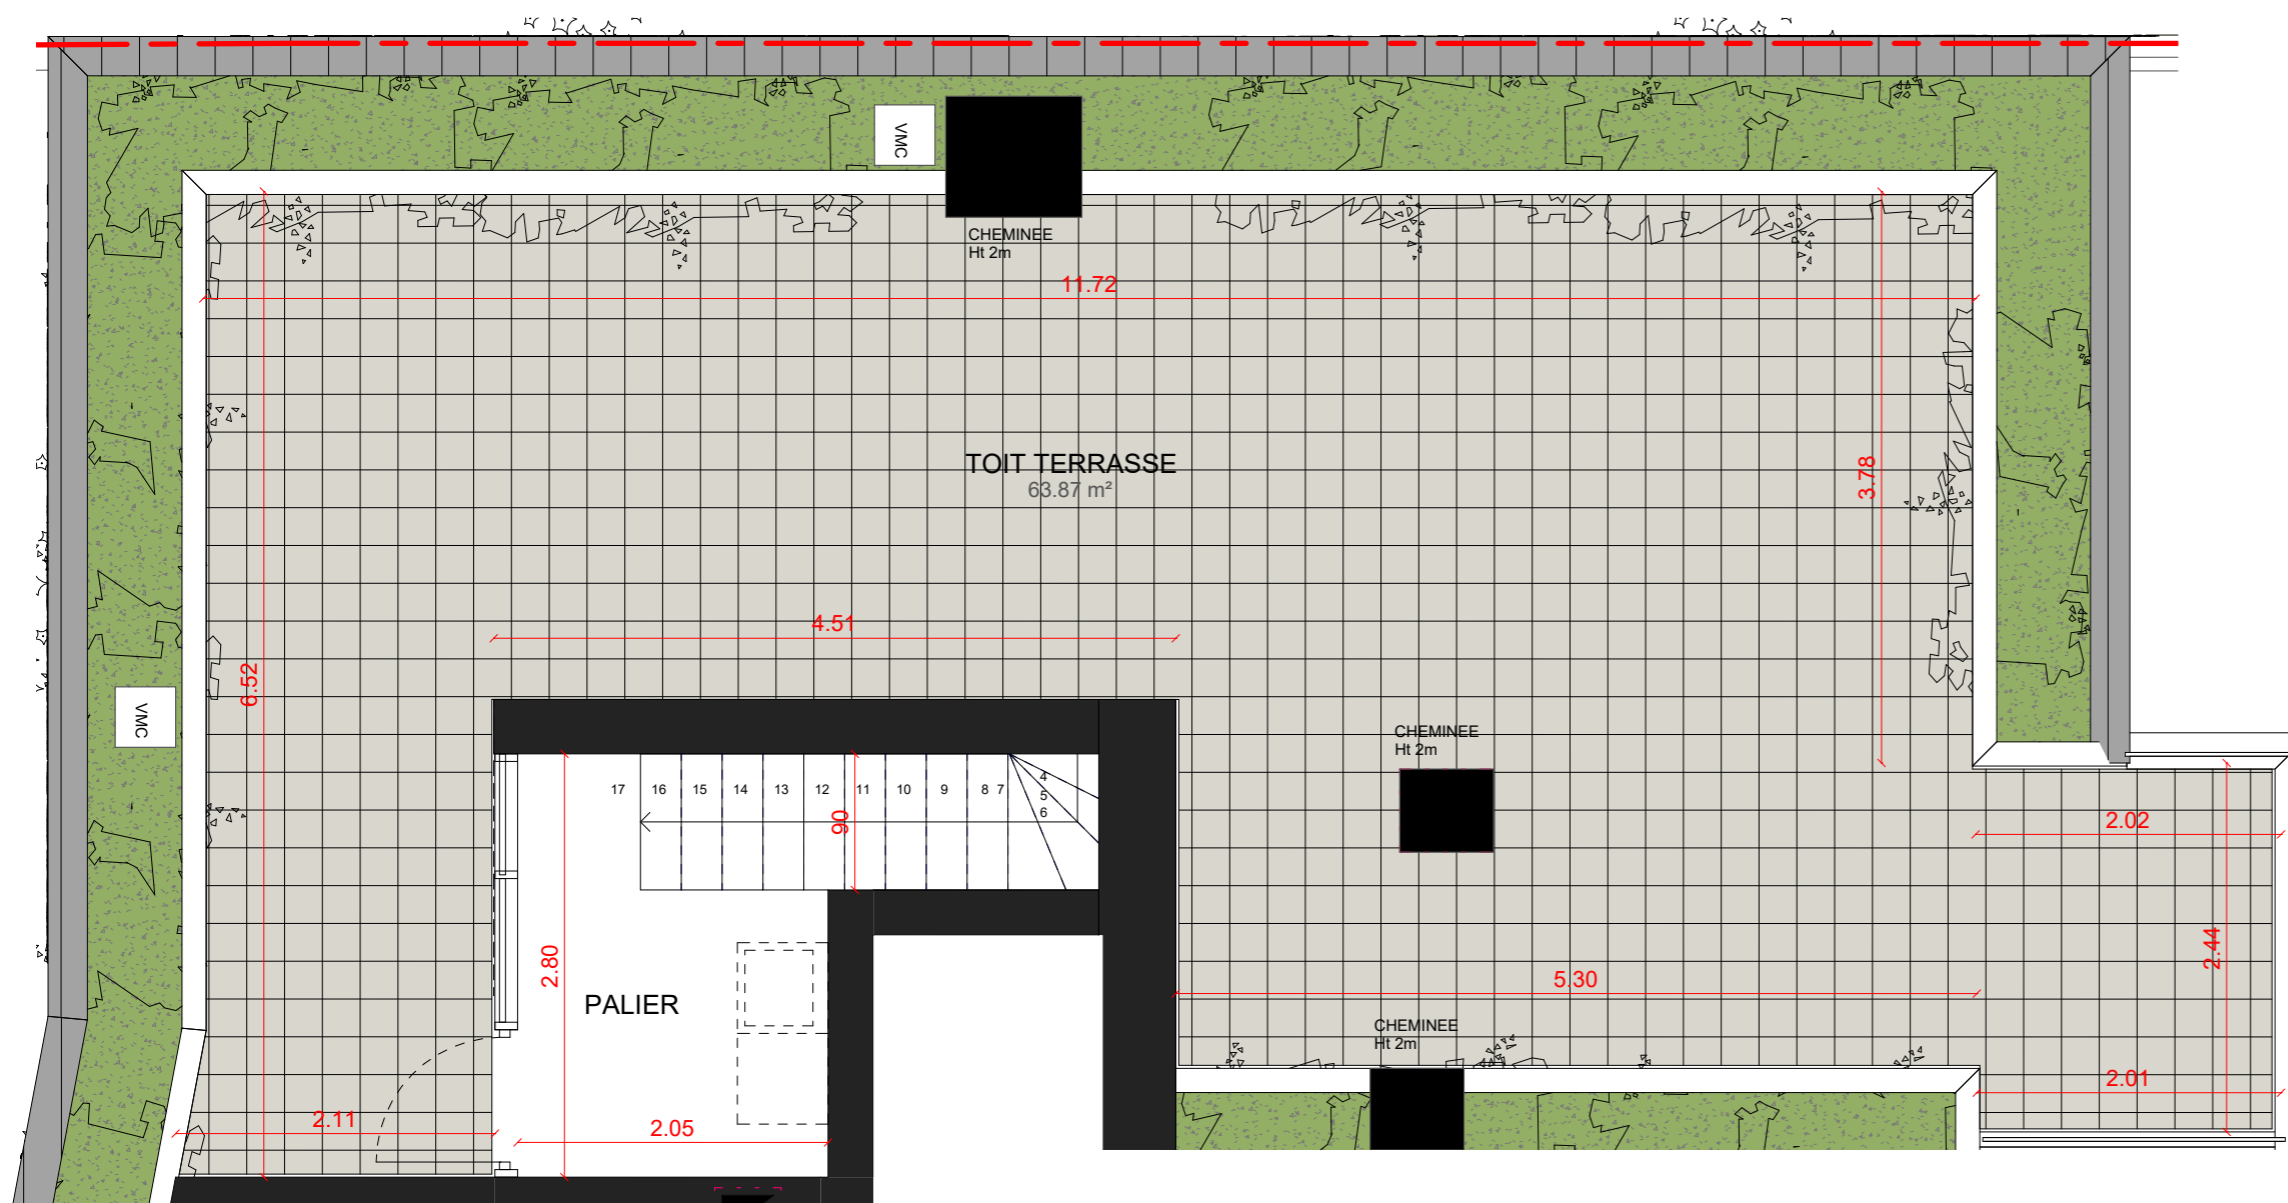 VMC
CHEMINEE
Ht 2m
11.72
TOIT TERRASSE
63.87 m²
3.78
4.51
6.52
VMC
CHEMINEE
Ht 2m
17 16 15 14 13 12 11 10 9 8 7
4
5
6
90
2.02
2.44
2.80
PALIER
5.30
CHEMINEE
Ht 2m
2.01
2.11
2.05